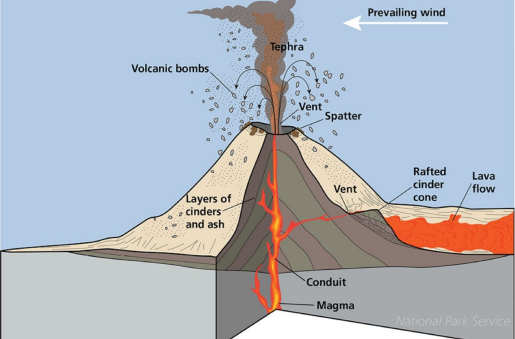 Prevailing wind
Tephra
Volcanic bombs
Vent
Spatter
Rafted
cinder
cone
Lava
flow
Vent
Layers of
cinders
and ash
Conduit
Magma
National Park Service